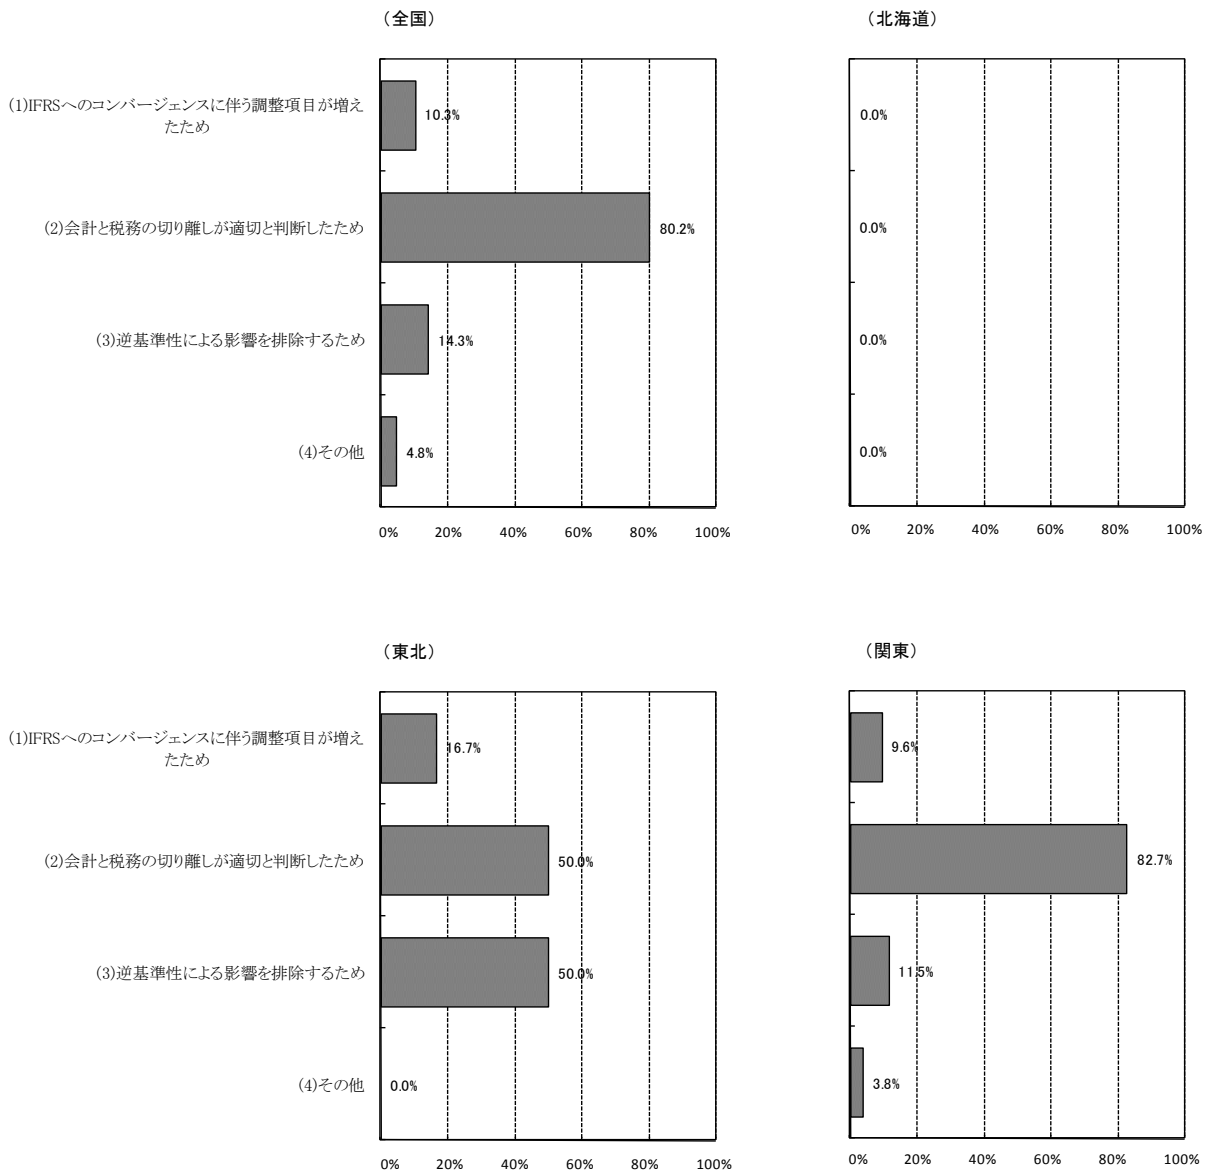 （全国）
(1)IFRSへのコンバージェンスに伴う調整項目が増え
たため
10.3%
(2)会計と税務の切り離しが適切と判断したため
80.2%
(3)逆基準性による影響を排除するため
14.3%
(4)その他
4.8%
0% 20% 40% 60% 80% 100%
（北海道）
0.0%
0.0%
0.0%
0.0%
0% 20% 40% 60% 80% 100%
（東北）
(1)IFRSへのコンバージェンスに伴う調整項目が増え
たため
16.7%
(2)会計と税務の切り離しが適切と判断したため
50.0%
(3)逆基準性による影響を排除するため
50.0%
(4)その他
0.0%
0% 20% 40% 60% 80% 100%
（関東）
9.6%
82.7%
11.5%
3.8%
0% 20% 40% 60% 80% 100%